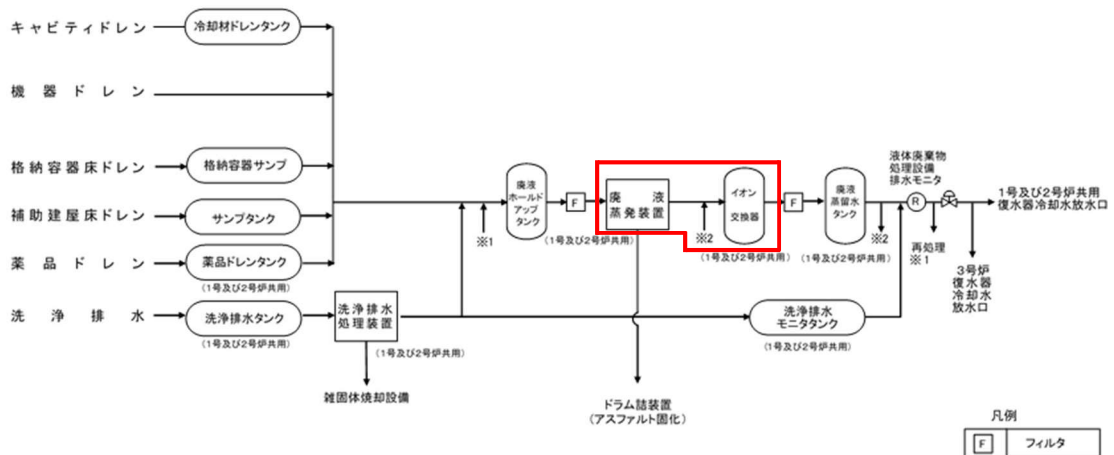 キャビティドレン
冷却材ドレンタンク
機器ドレン
格納容器床ドレン
格納容器サンプ
補助建屋床ドレン
サンプタンク
薬品ドレン
薬品ドレンタンク
(1号及び2号炉共用)
洗浄排水
洗浄排水タンク
(1号及び2号炉共用)
洗浄排水
処理装置
(1号及び2号炉共用)
雑固体焼却設備
※1
廃液
ホールド
アップ
タンク
(1号及び2号炉共用)
F
廃液
蒸発装置
※2
イオン
交換器
(1号及び2号炉共用)
F
廃液
蒸留水
タンク
(1号及び2号炉共用)
※2
液体廃棄物
処理設備
排水モニタ
R
再処理
※1
1号及び2号炉共用
復水器冷却水放水口
3号炉
復水器
冷却水
放水口
洗浄排水
モニタタンク
(1号及び2号炉共用)
ドラム詰装置
(アスファルト固化)
凡例
F
フィルタ